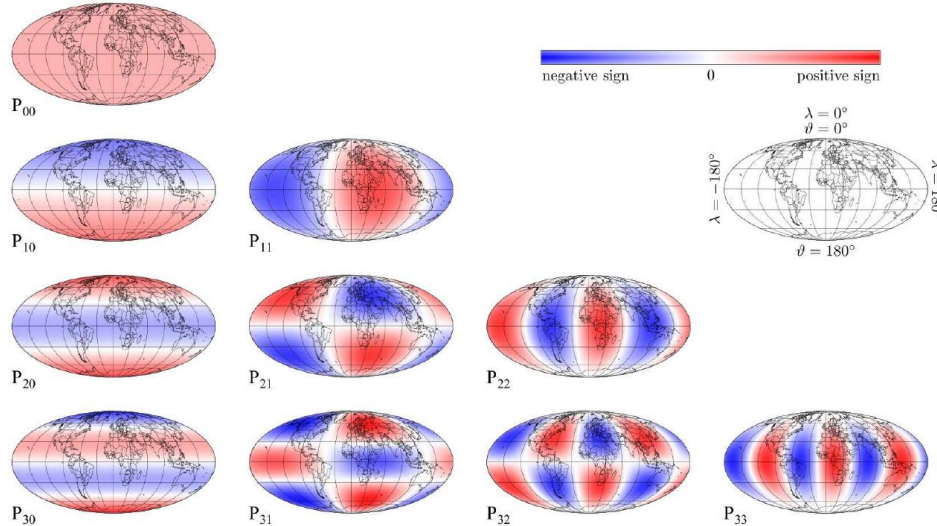 P₀₀
negative sign 0 positive sign
λ = 0°
ϑ = 0°
λ = −180°
ϑ = 180°
P₁₀
P₁₁
P₂₀
P₂₁
P₂₂
P₃₀
P₃₁
P₃₂
P₃₃